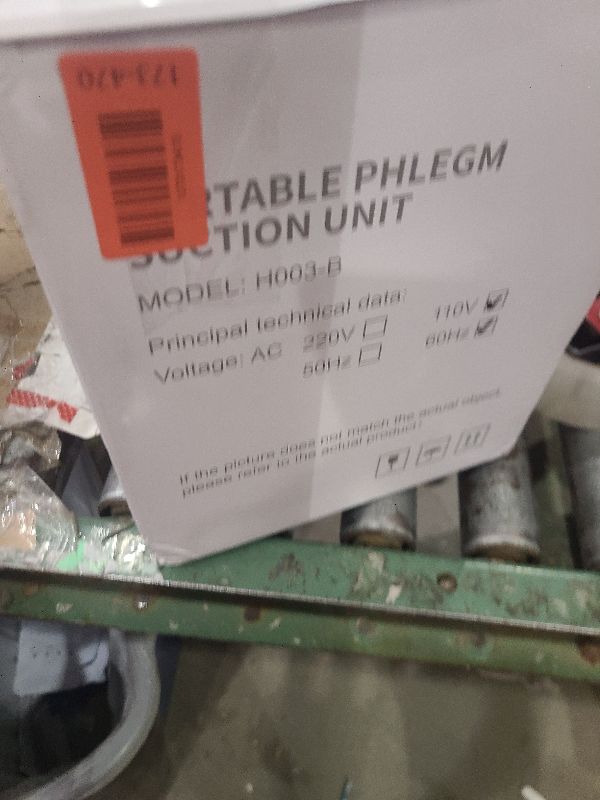 173-470
RTABLE PHLEGM
SUCTION UNIT
MODEL: H003-B
Principal technical data:
Voltage: AC 220V 110V
50Hz 60Hz
If the picture does not match the actual object,
please refer to the actual product!